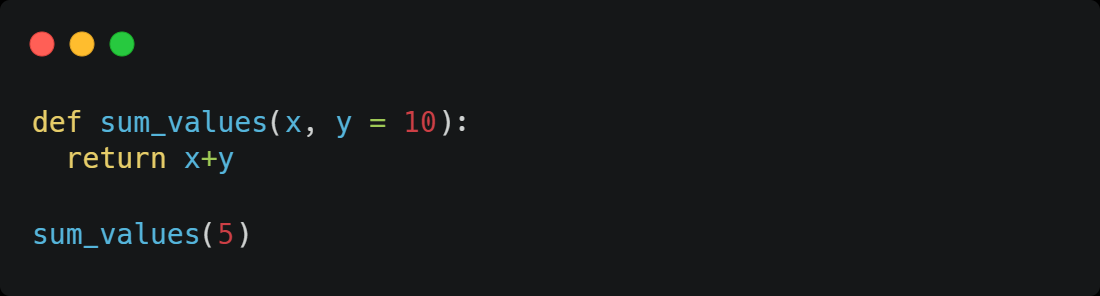 def sum_values(x, y = 10):
  return x+y
sum_values(5)